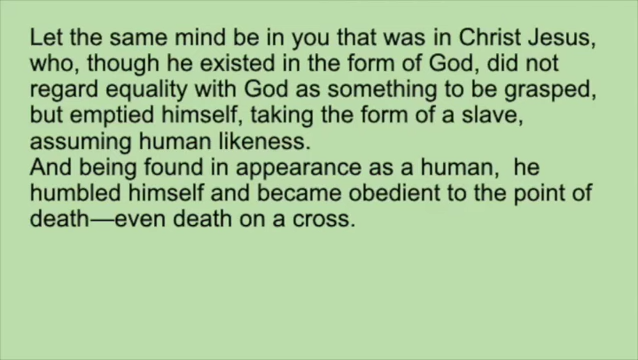 Let the same mind be in you that was in Christ Jesus,
who, though he existed in the form of God, did not
regard equality with God as something to be grasped,
but emptied himself, taking the form of a slave,
assuming human likeness.
And being found in appearance as a human,  he
humbled himself and became obedient to the point of
death—even death on a cross.